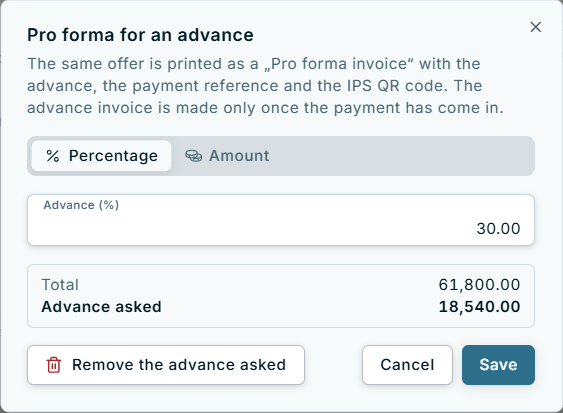 Pro forma for an advance
The same offer is printed as a „Pro forma invoice“ with the
advance, the payment reference and the IPS QR code. The
advance invoice is made only once the payment has come in.
% Percentage Amount
Advance (%)
30.00
Total 61,800.00
Advance asked 18,540.00
Remove the advance asked Cancel Save